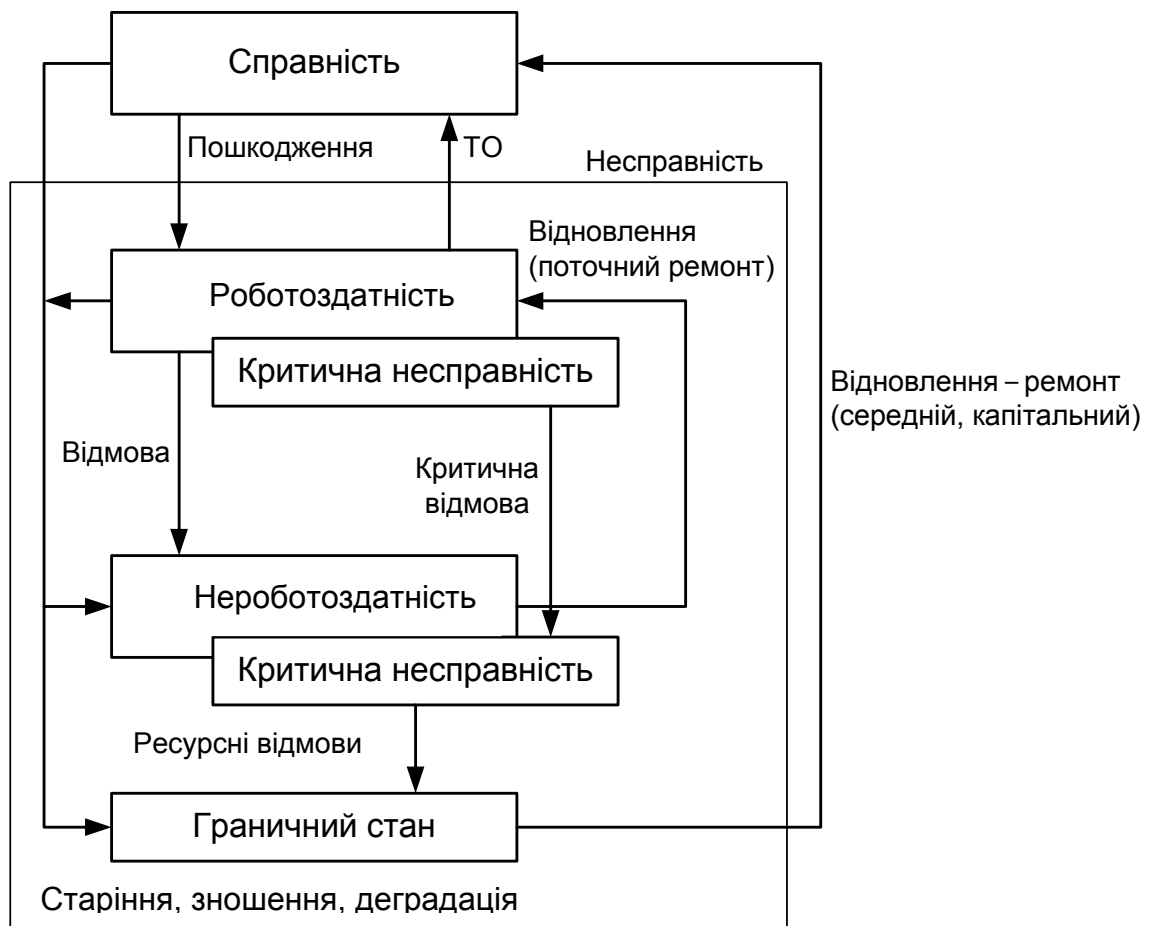 Справність
Пошкодження
ТО
Несправність
Відновлення
(поточний ремонт)
Роботоздатність
Критична несправність
Відновлення – ремонт
(середній, капітальний)
Відмова
Критична
відмова
Нероботоздатність
Критична несправність
Ресурсні відмови
Граничний стан
Старіння, зношення, деградація